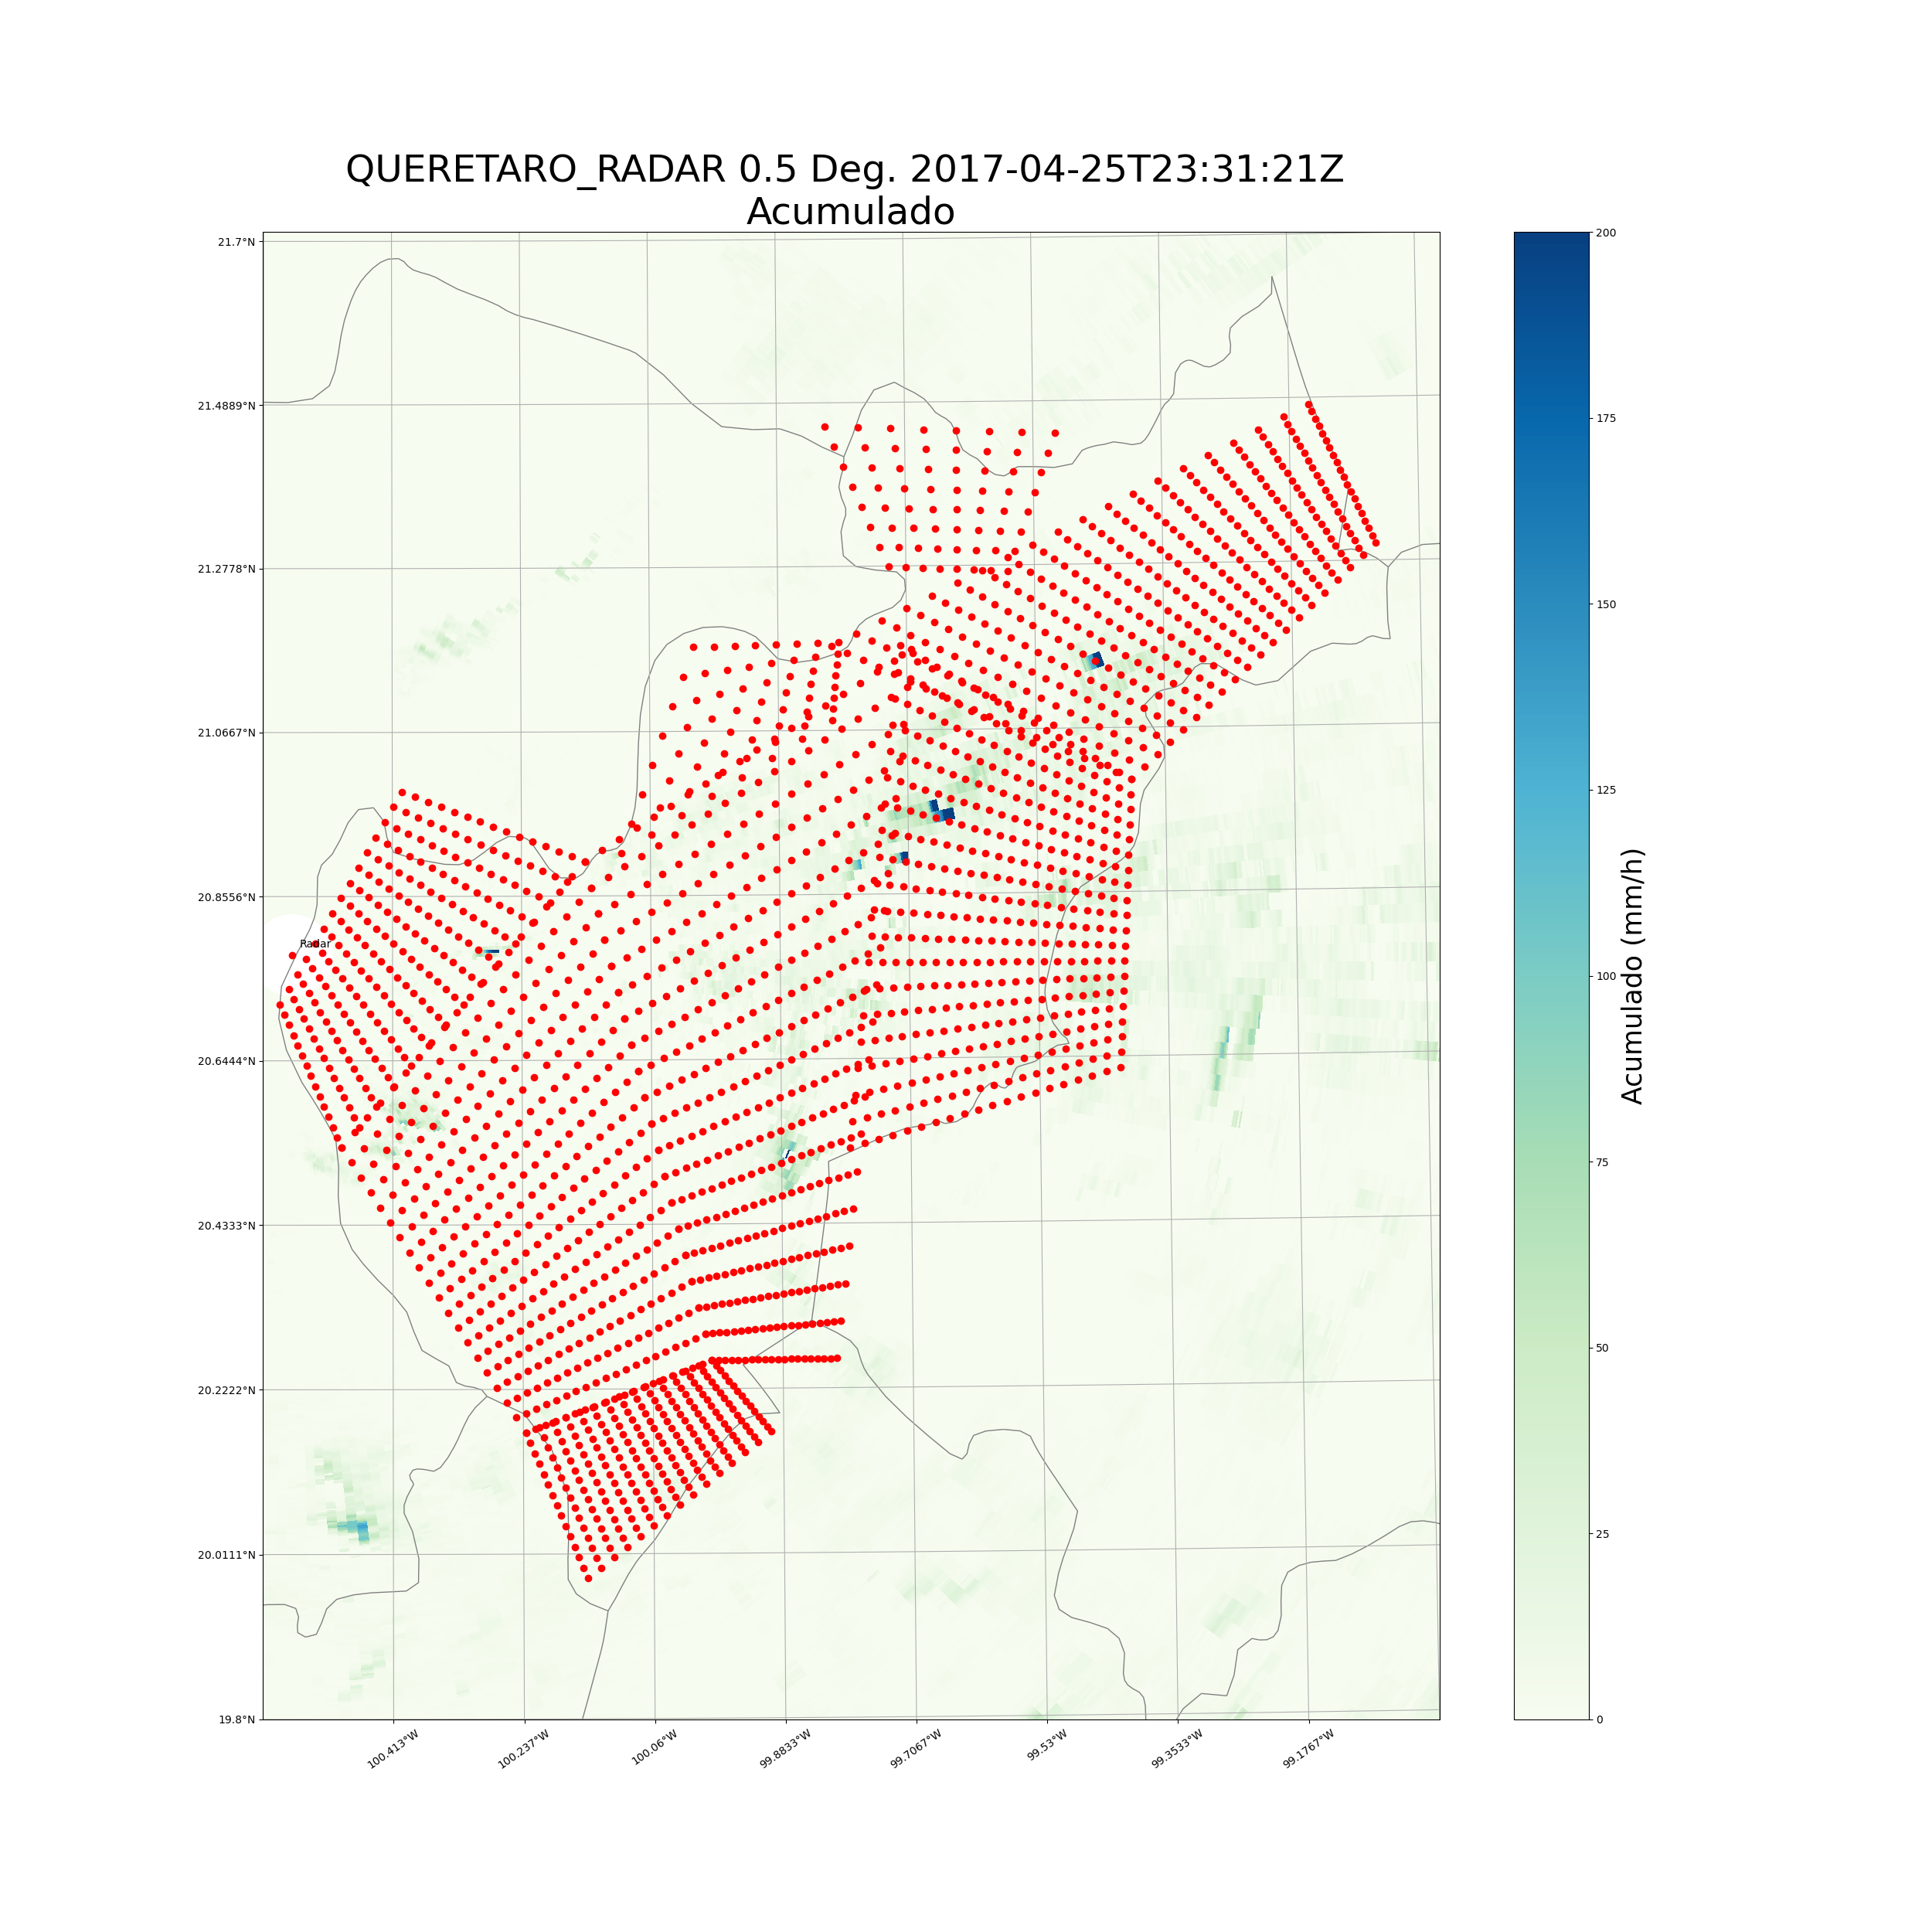 QUERETARO_RADAR 0.5 Deg. 2017-04-25T23:31:21Z
Acumulado
21.7°N
21.4889°N
21.2778°N
21.0667°N
20.8556°N
20.6444°N
20.4333°N
20.2222°N
20.0111°N
19.8°N
Radar
100.413°W
100.237°W
100.06°W
99.8833°W
99.7067°W
99.53°W
99.3533°W
99.1767°W
200
175
150
125
100
75
50
25
0
Acumulado (mm/h)